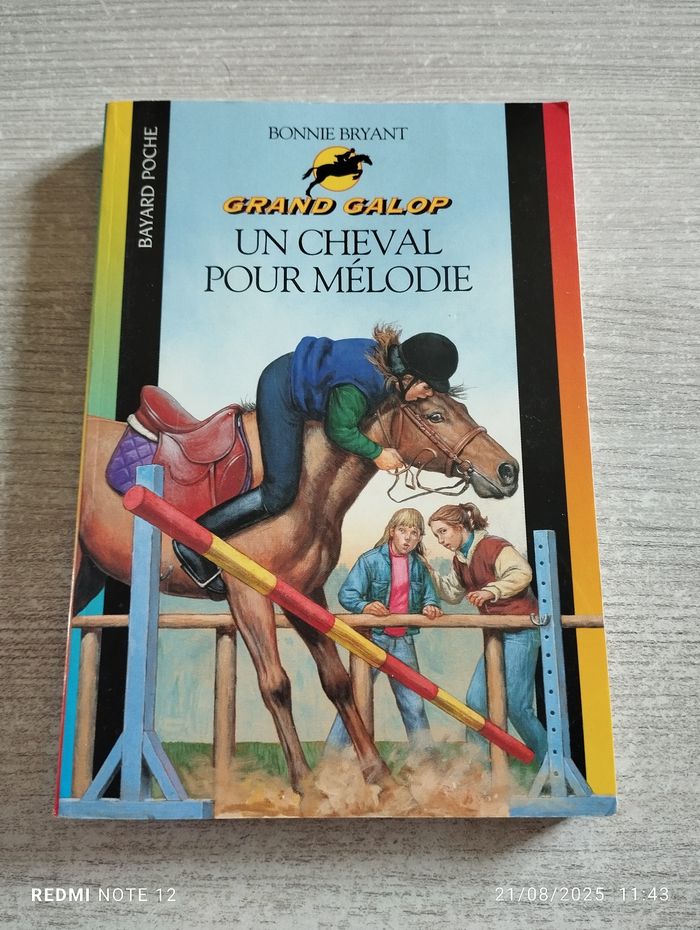 BAYARD POCHE
BONNIE BRYANT
GRAND GALOP
UN CHEVAL
POUR MÉLODIE
REDMI NOTE 12
21/08/2025 11:43